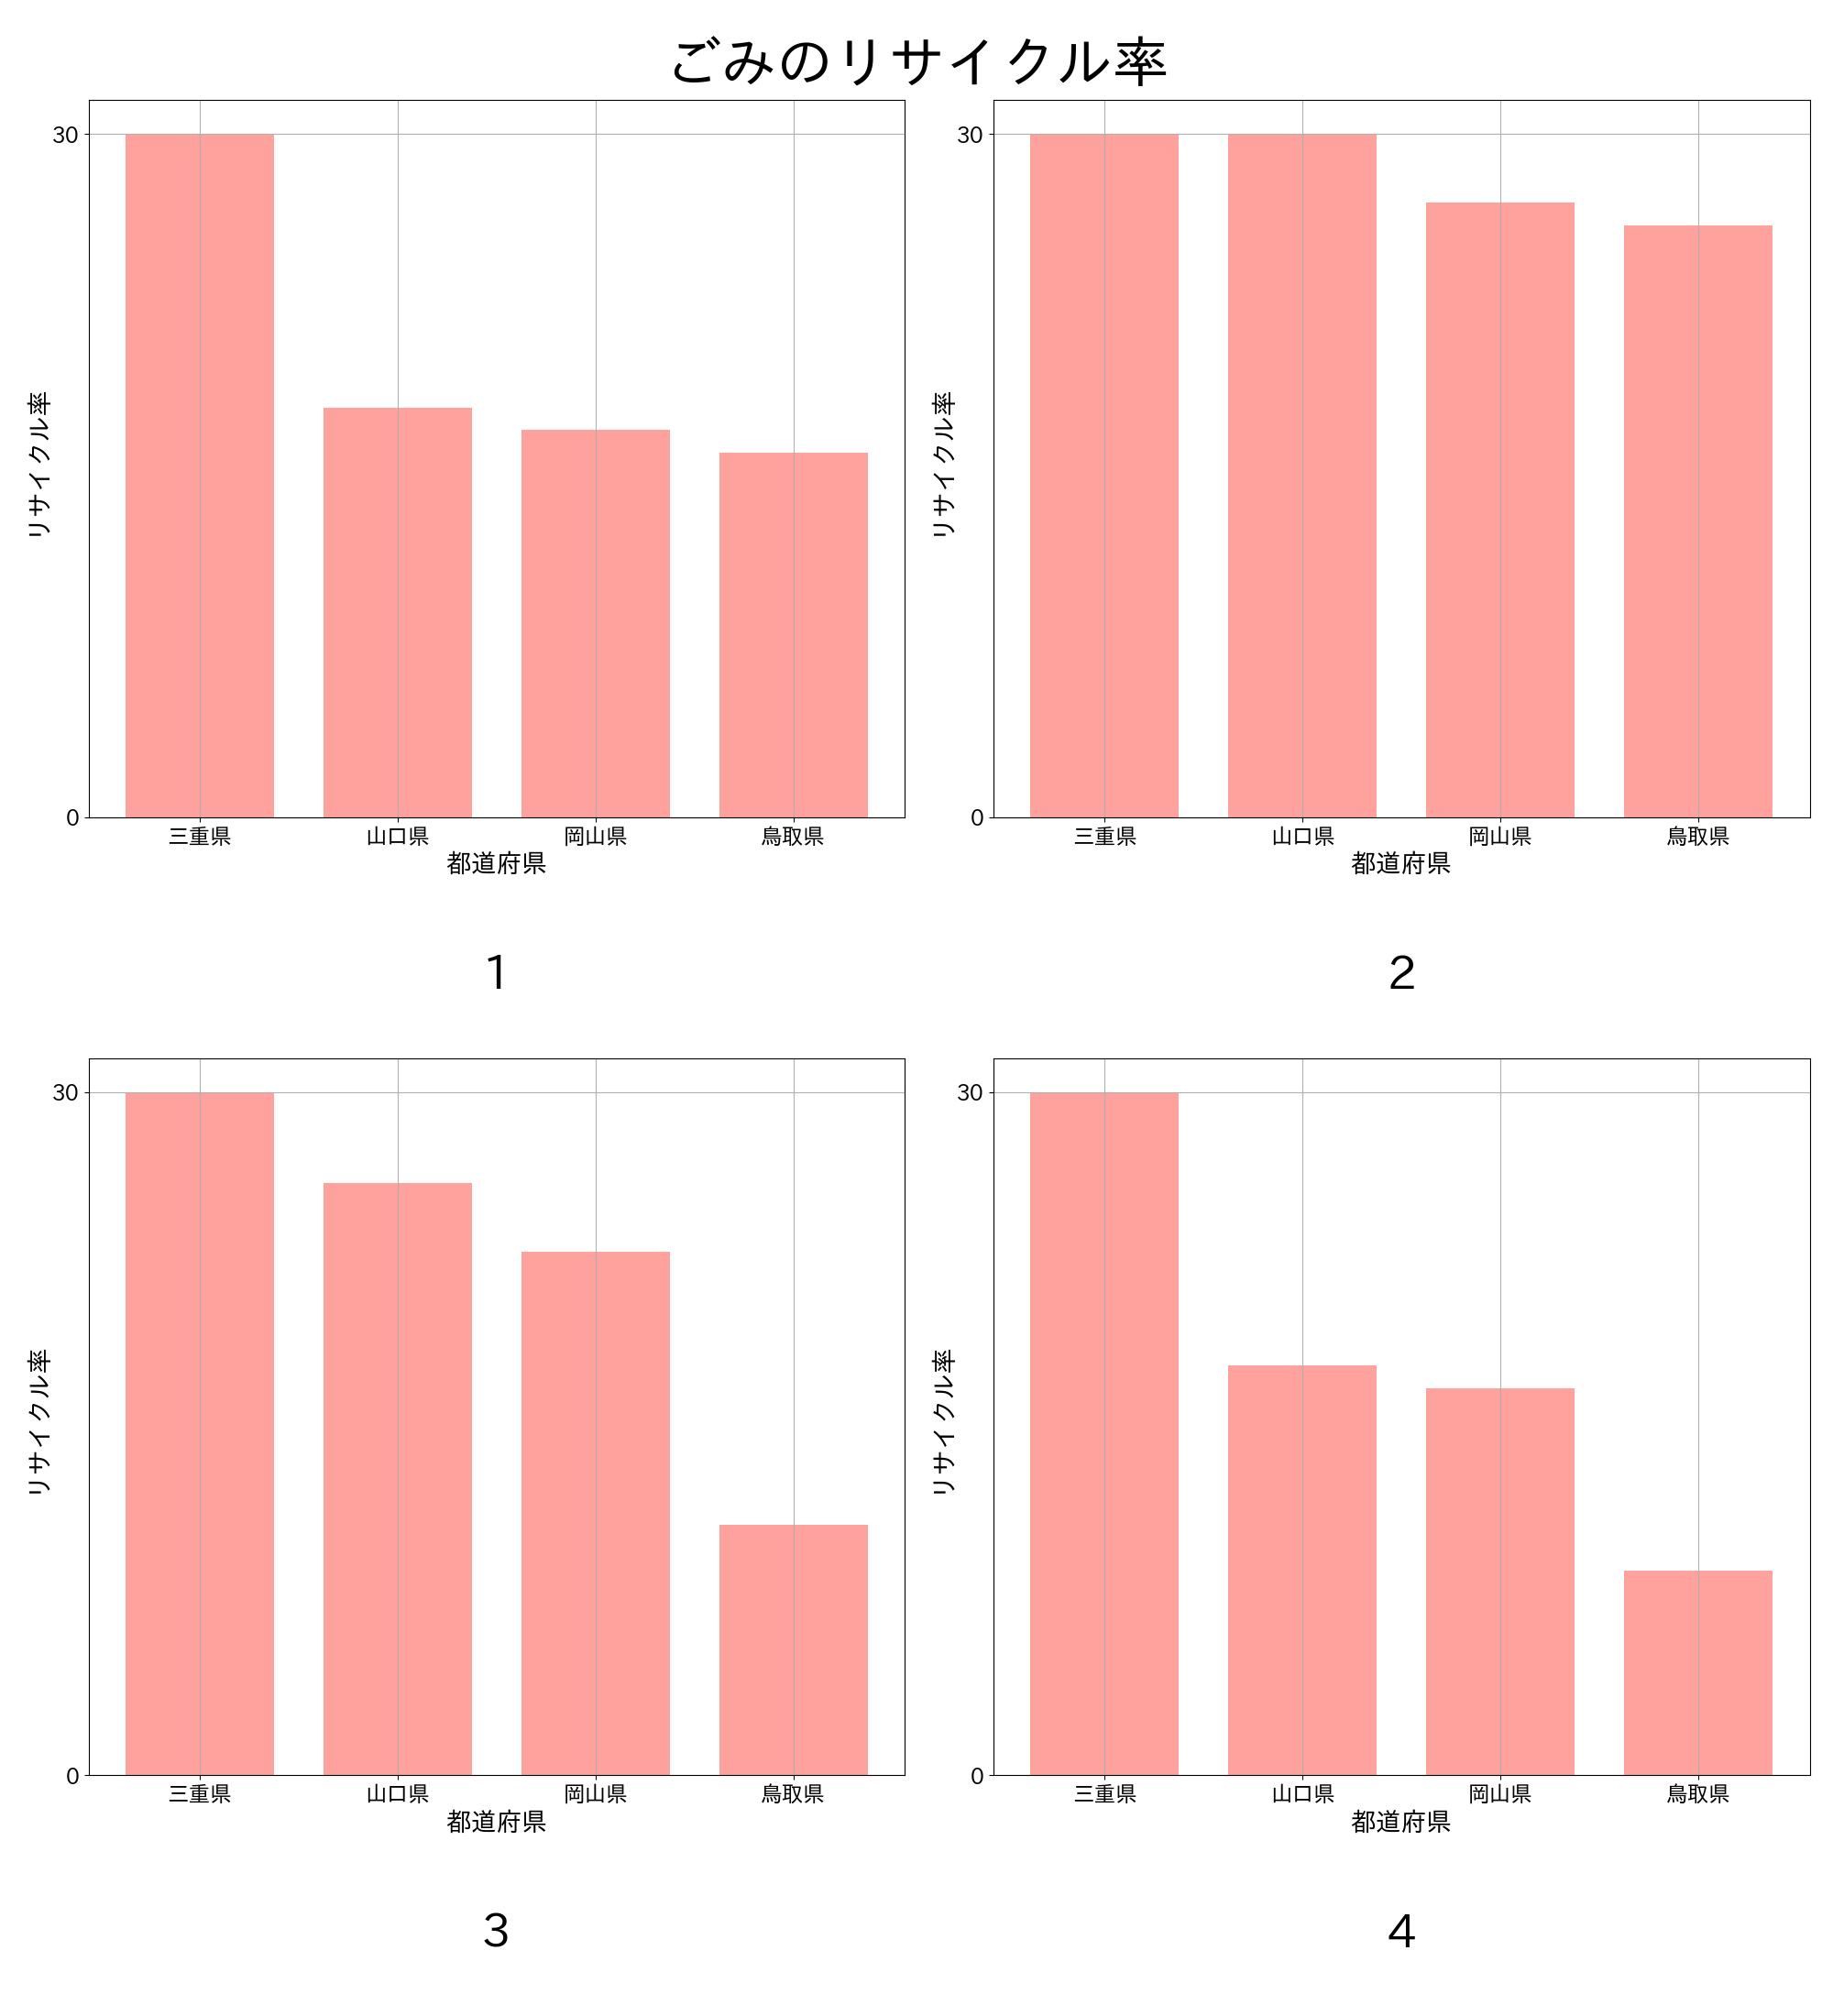 ごみのリサイクル率
30
0
リサイクル率
三重県 山口県 岡山県 鳥取県
都道府県
1
30
0
リサイクル率
三重県 山口県 岡山県 鳥取県
都道府県
2
30
0
リサイクル率
三重県 山口県 岡山県 鳥取県
都道府県
3
30
0
リサイクル率
三重県 山口県 岡山県 鳥取県
都道府県
4